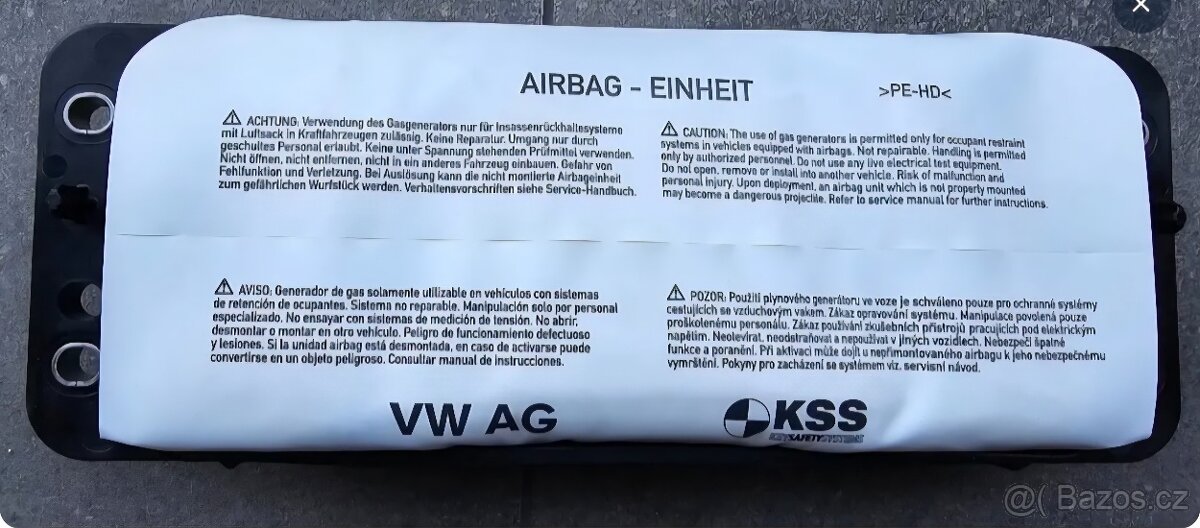 AIRBAG - EINHEIT
>PE-HD<
⚠ ACHTUNG: Verwendung des Gasgenerators nur für Insassenrückhaltesysteme
mit Luftsack in Kraftfahrzeugen zulässig. Keine Reparatur. Umgang nur durch
geschultes Personal erlaubt. Keine unter Spannung stehenden Prüfmittel verwenden.
Nicht öffnen, nicht entfernen, nicht in ein anderes Fahrzeug einbauen. Gefahr von
Fehlfunktion und Verletzung. Bei Auslösung kann die nicht montierte Airbageinheit
zum gefährlichen Wurfstück werden. Verhaltensvorschriften siehe Service-Handbuch.
⚠ CAUTION: The use of gas generators is permitted only for occupant restraint
systems in vehicles equipped with airbags. Not repairable. Handling is permitted
only by authorized personnel. Do not use any live electrical test equipment.
Do not open, remove or install into another vehicle. Risk of malfunction and
personal injury. Upon deployment, an airbag unit which is not properly mounted
may become a dangerous projectile. Refer to service manual for further instructions.
⚠ AVISO: Generador de gas solamente utilizable en vehículos con sistemas
de retención de ocupantes. Sistema no reparable. Manipulación solo por personal
especializado. No ensayar con sistemas de medición de tensión. No abrir,
desmontar o montar en otro vehículo. Peligro de funcionamiento defectuoso
y lesiones. Si la unidad airbag está desmontada, en caso de activarse puede
convertirse en un objeto peligroso. Consultar manual de instrucciones.
⚠ POZOR: Použití plynového generátoru ve voze je schváleno pouze pro ochranné systémy
cestujících se vzduchovým vakem. Zákaz opravování systému. Manipulace povolená pouze
proškolenému personálu. Zákaz používání zkušebních přístrojů pracujících pod elektrickým
napětím. Neotevírat, neodstraňovat a nepoužívat v jiných vozidlech. Nebezpečí špatné
funkce a poranění. Při aktivaci může dojít u nepřimontovaného airbagu k jeho nebezpečnému
vymrštění. Pokyny pro zacházení se systémem viz. servisní návod.
VW AG
KSS
KEY SAFETY SYSTEMS
@( Bazos.cz